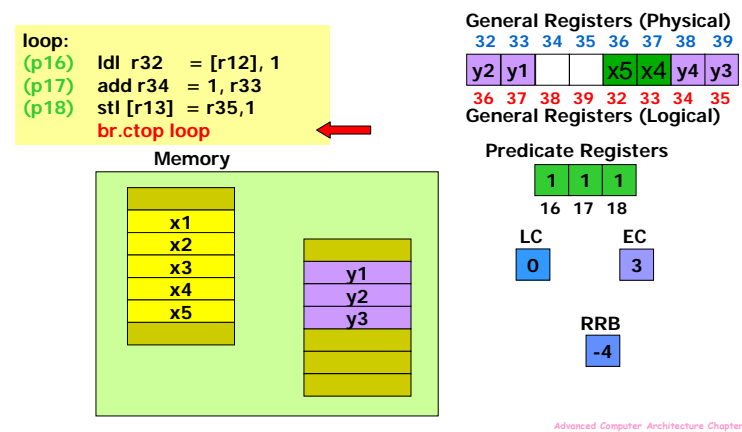 loop:
(p16) ldl r32 = [r12], 1
(p17) add r34 = 1, r33
(p18) stl [r13] = r35,1
br.ctop loop
General Registers (Physical)
32 33 34 35 36 37 38 39
y2 y1 x5 x4 y4 y3
36 37 38 39 32 33 34 35
General Registers (Logical)
Memory
x1
x2
x3
x4
x5
y1
y2
y3
Predicate Registers
1 1 1
16 17 18
LC EC
0 3
RRB
-4
Advanced Computer Architecture Chapter